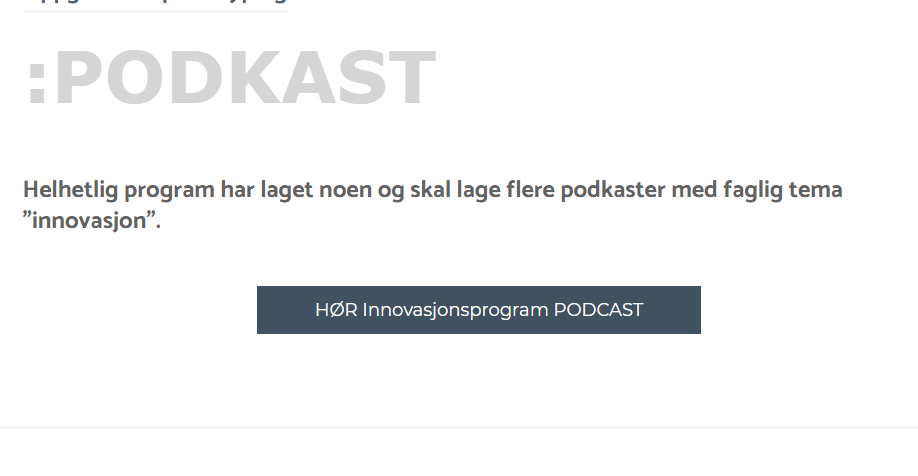 :PODKAST
Helhetlig program har laget noen og skal lage flere podkaster med faglig tema
”innovasjon”.
HØR Innovasjonsprogram PODCAST